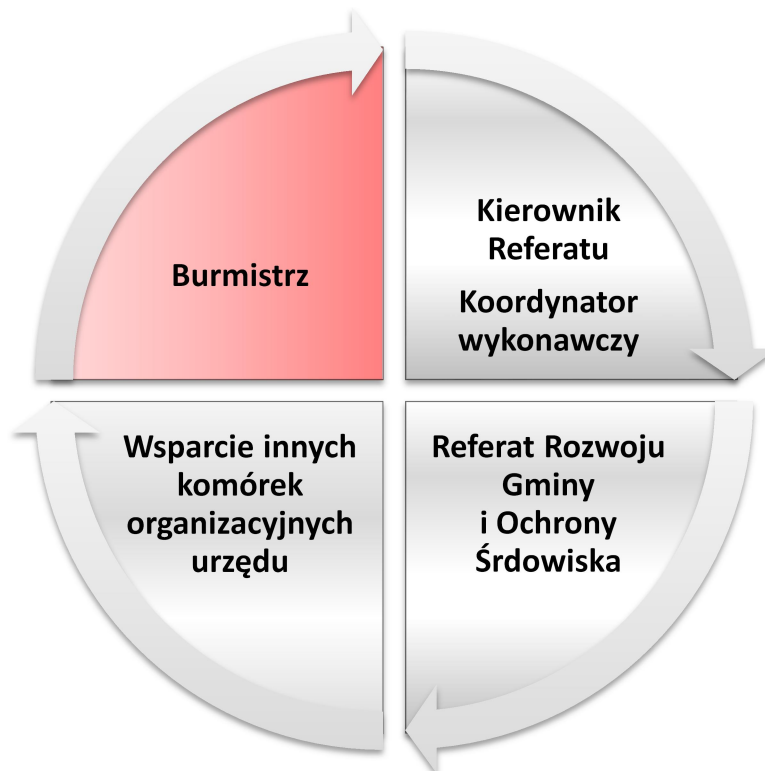 Burmistrz
Kierownik
Referatu
Koordynator
wykonawczy
Wsparcie innych
komórek
organizacyjnych
urzędu
Referat Rozwoju
Gminy
i Ochrony
Śrdowiska